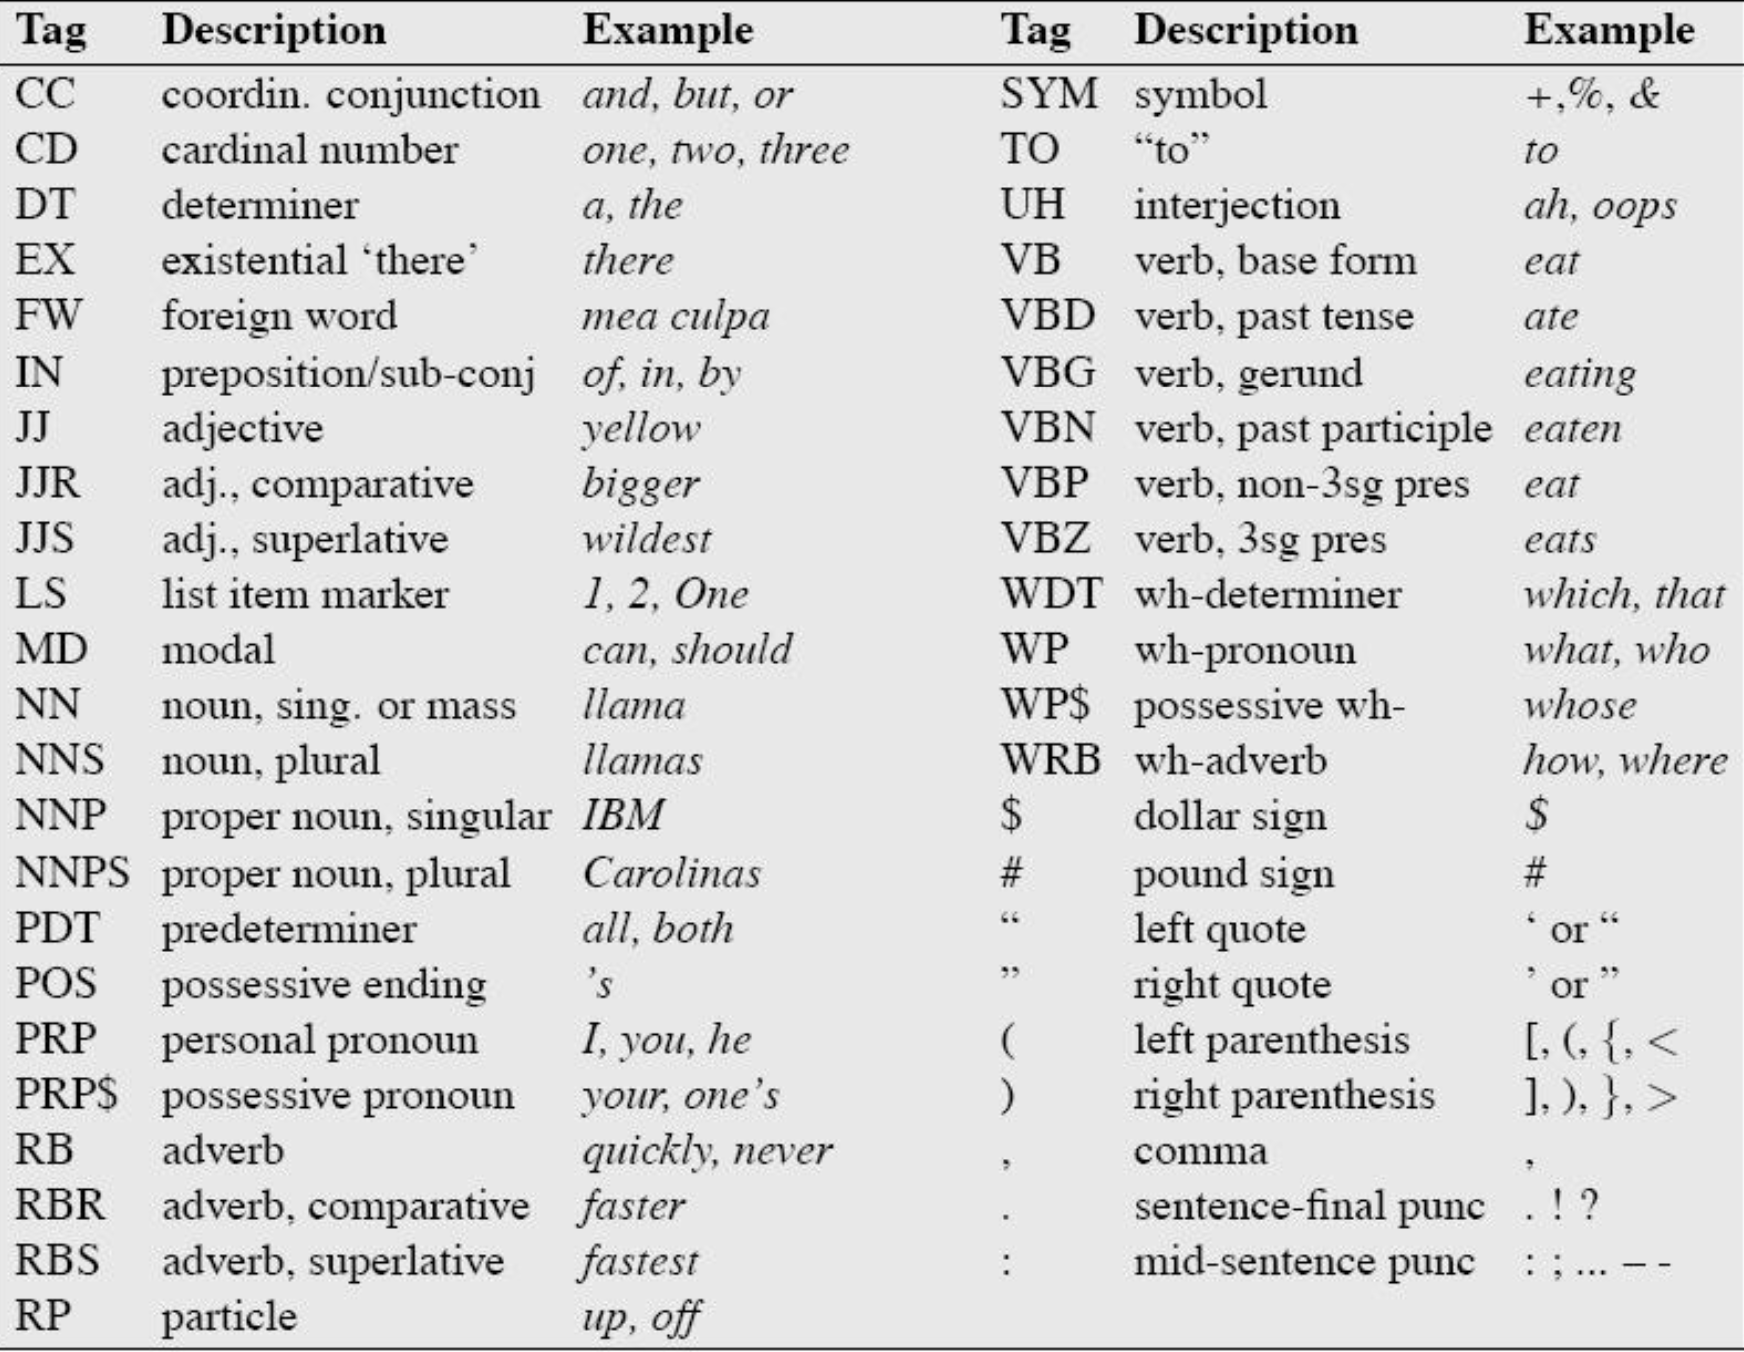 Tag Description Example Tag Description Example
CC coordin. conjunction and, but, or SYM symbol +,%, &
CD cardinal number one, two, three TO “to” to
DT determiner a, the UH interjection ah, oops
EX existential ‘there’ there VB verb, base form eat
FW foreign word mea culpa VBD verb, past tense ate
IN preposition/sub-conj of, in, by VBG verb, gerund eating
JJ adjective yellow VBN verb, past participle eaten
JJR adj., comparative bigger VBP verb, non-3sg pres eat
JJS adj., superlative wildest VBZ verb, 3sg pres eats
LS list item marker 1, 2, One WDT wh-determiner which, that
MD modal can, should WP wh-pronoun what, who
NN noun, sing. or mass llama WP$ possessive wh- whose
NNS noun, plural llamas WRB wh-adverb how, where
NNP proper noun, singular IBM $ dollar sign $
NNPS proper noun, plural Carolinas # pound sign #
PDT predeterminer all, both “ left quote ‘ or “
POS possessive ending ’s ” right quote ’ or ”
PRP personal pronoun I, you, he ( left parenthesis [, (, {, <
PRP$ possessive pronoun your, one’s ) right parenthesis ], ), }, >
RB adverb quickly, never , comma ,
RBR adverb, comparative faster . sentence-final punc . ! ?
RBS adverb, superlative fastest : mid-sentence punc : ; ... – -
RP particle up, off